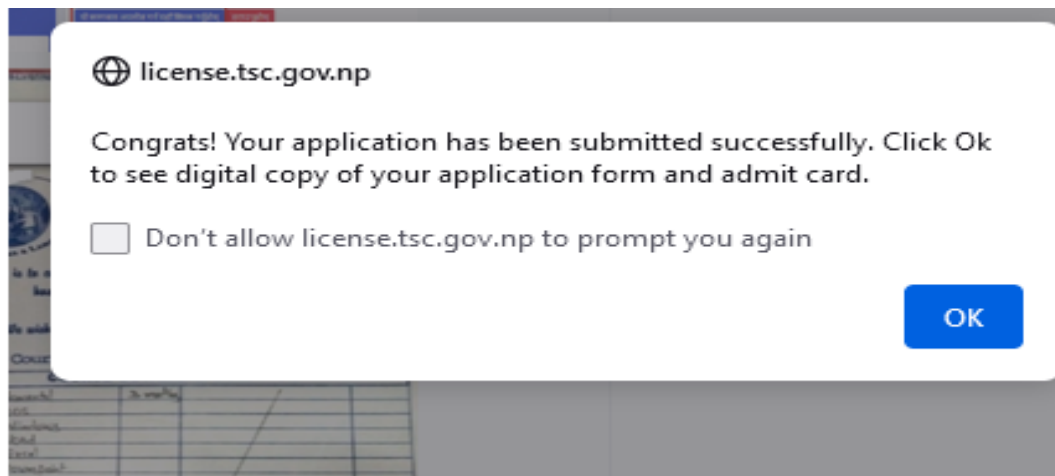 license.tsc.gov.np
Congrats! Your application has been submitted successfully. Click Ok
to see digital copy of your application form and admit card.
Don't allow license.tsc.gov.np to prompt you again
OK